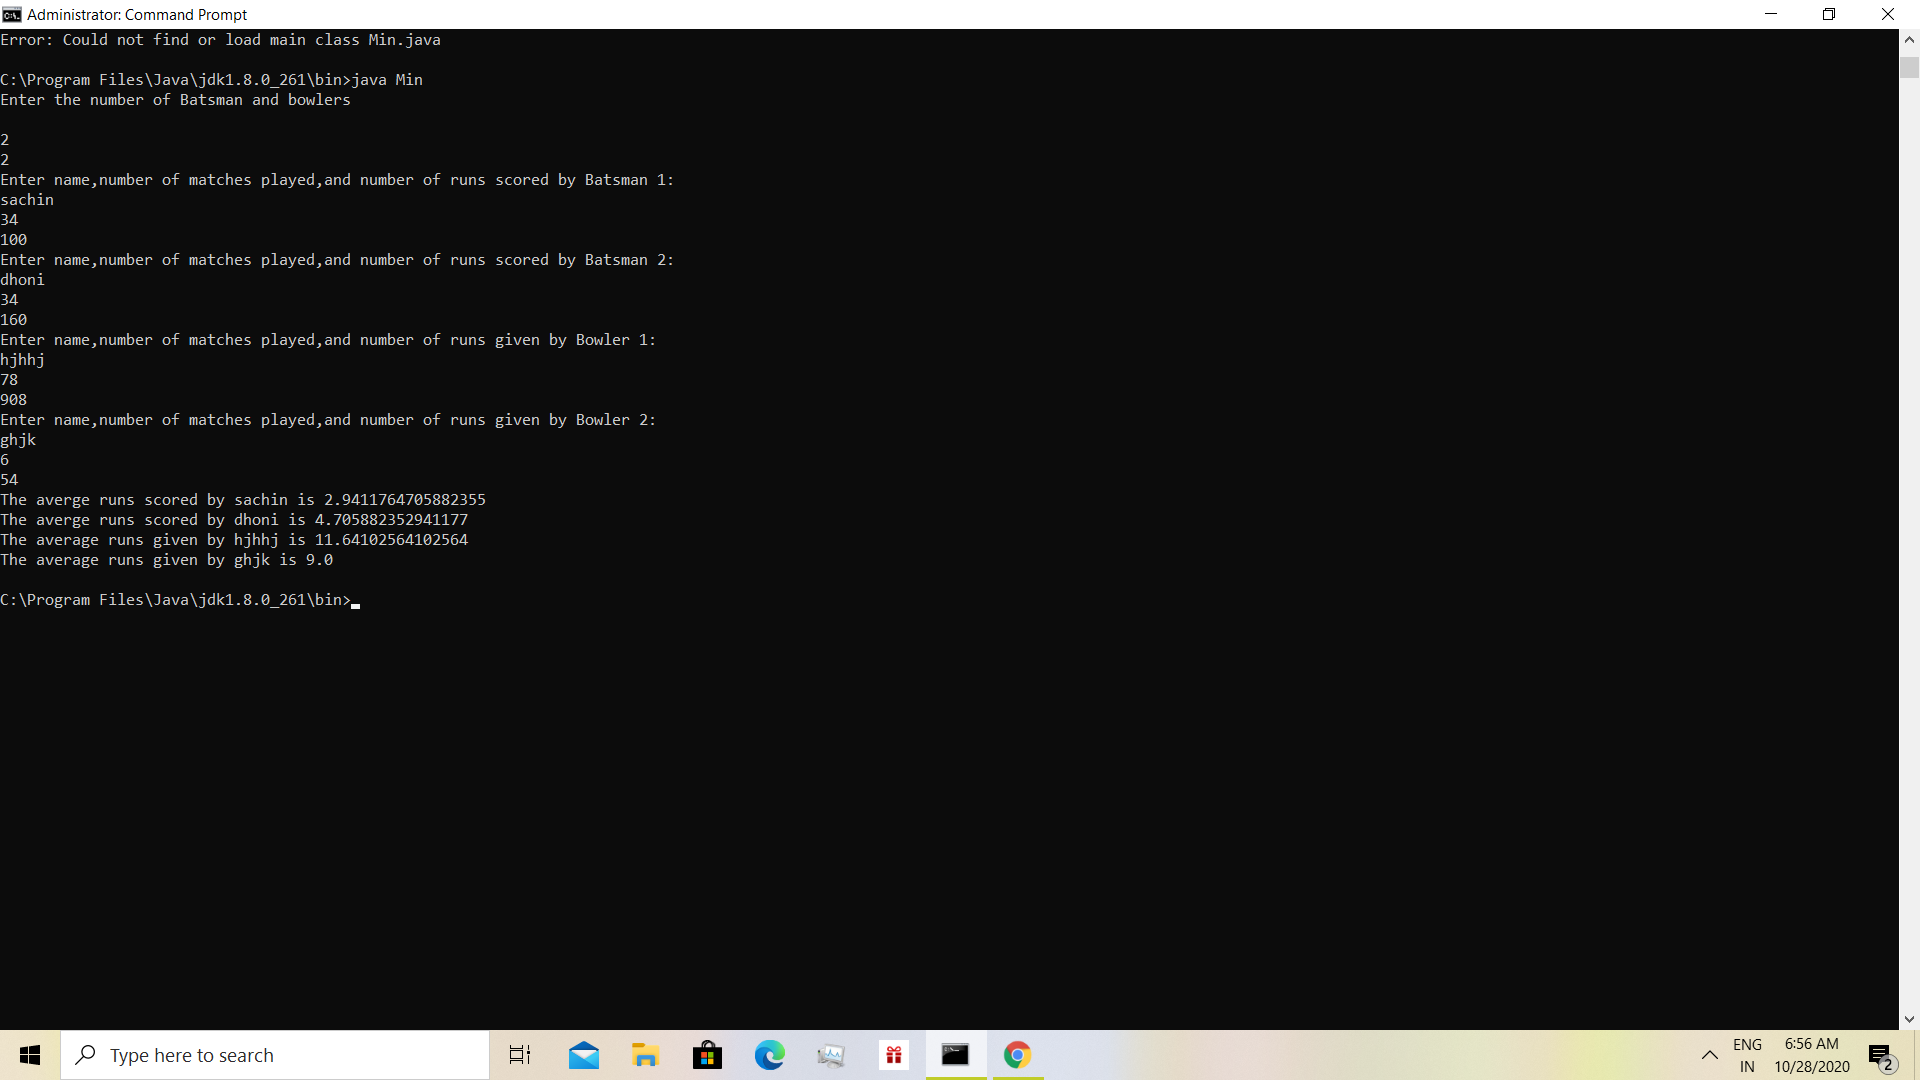 Administrator: Command Prompt
Error: Could not find or load main class Min.java
C:\Program Files\Java\jdk1.8.0_261\bin>java Min
Enter the number of Batsman and bowlers
2
2
Enter name,number of matches played,and number of runs scored by Batsman 1:
sachin
34
100
Enter name,number of matches played,and number of runs scored by Batsman 2:
dhoni
34
160
Enter name,number of matches played,and number of runs given by Bowler 1:
hjhhj
78
908
Enter name,number of matches played,and number of runs given by Bowler 2:
ghjk
6
54
The averge runs scored by sachin is 2.9411764705882355
The averge runs scored by dhoni is 4.705882352941177
The average runs given by hjhhj is 11.64102564102564
The average runs given by ghjk is 9.0
C:\Program Files\Java\jdk1.8.0_261\bin>
Type here to search
ENG
IN
6:56 AM
10/28/2020
2